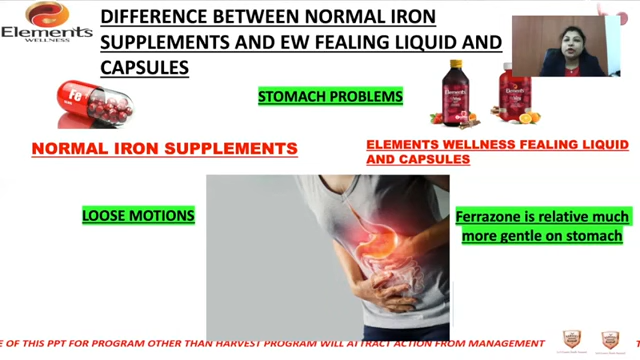 Elements
WELLNESS
DIFFERENCE BETWEEN NORMAL IRON
SUPPLEMENTS AND EW FEALING LIQUID AND
CAPSULES
Fe
STOMACH PROBLEMS
Elements
NORMAL IRON SUPPLEMENTS
ELEMENTS WELLNESS FEALING LIQUID
AND CAPSULES
LOOSE MOTIONS
Ferrazone is relative much
more gentle on stomach
E OF THIS PPT FOR PROGRAM OTHER THAN HARVEST PROGRAM WILL ATTRACT ACTION FROM MANAGEMENT